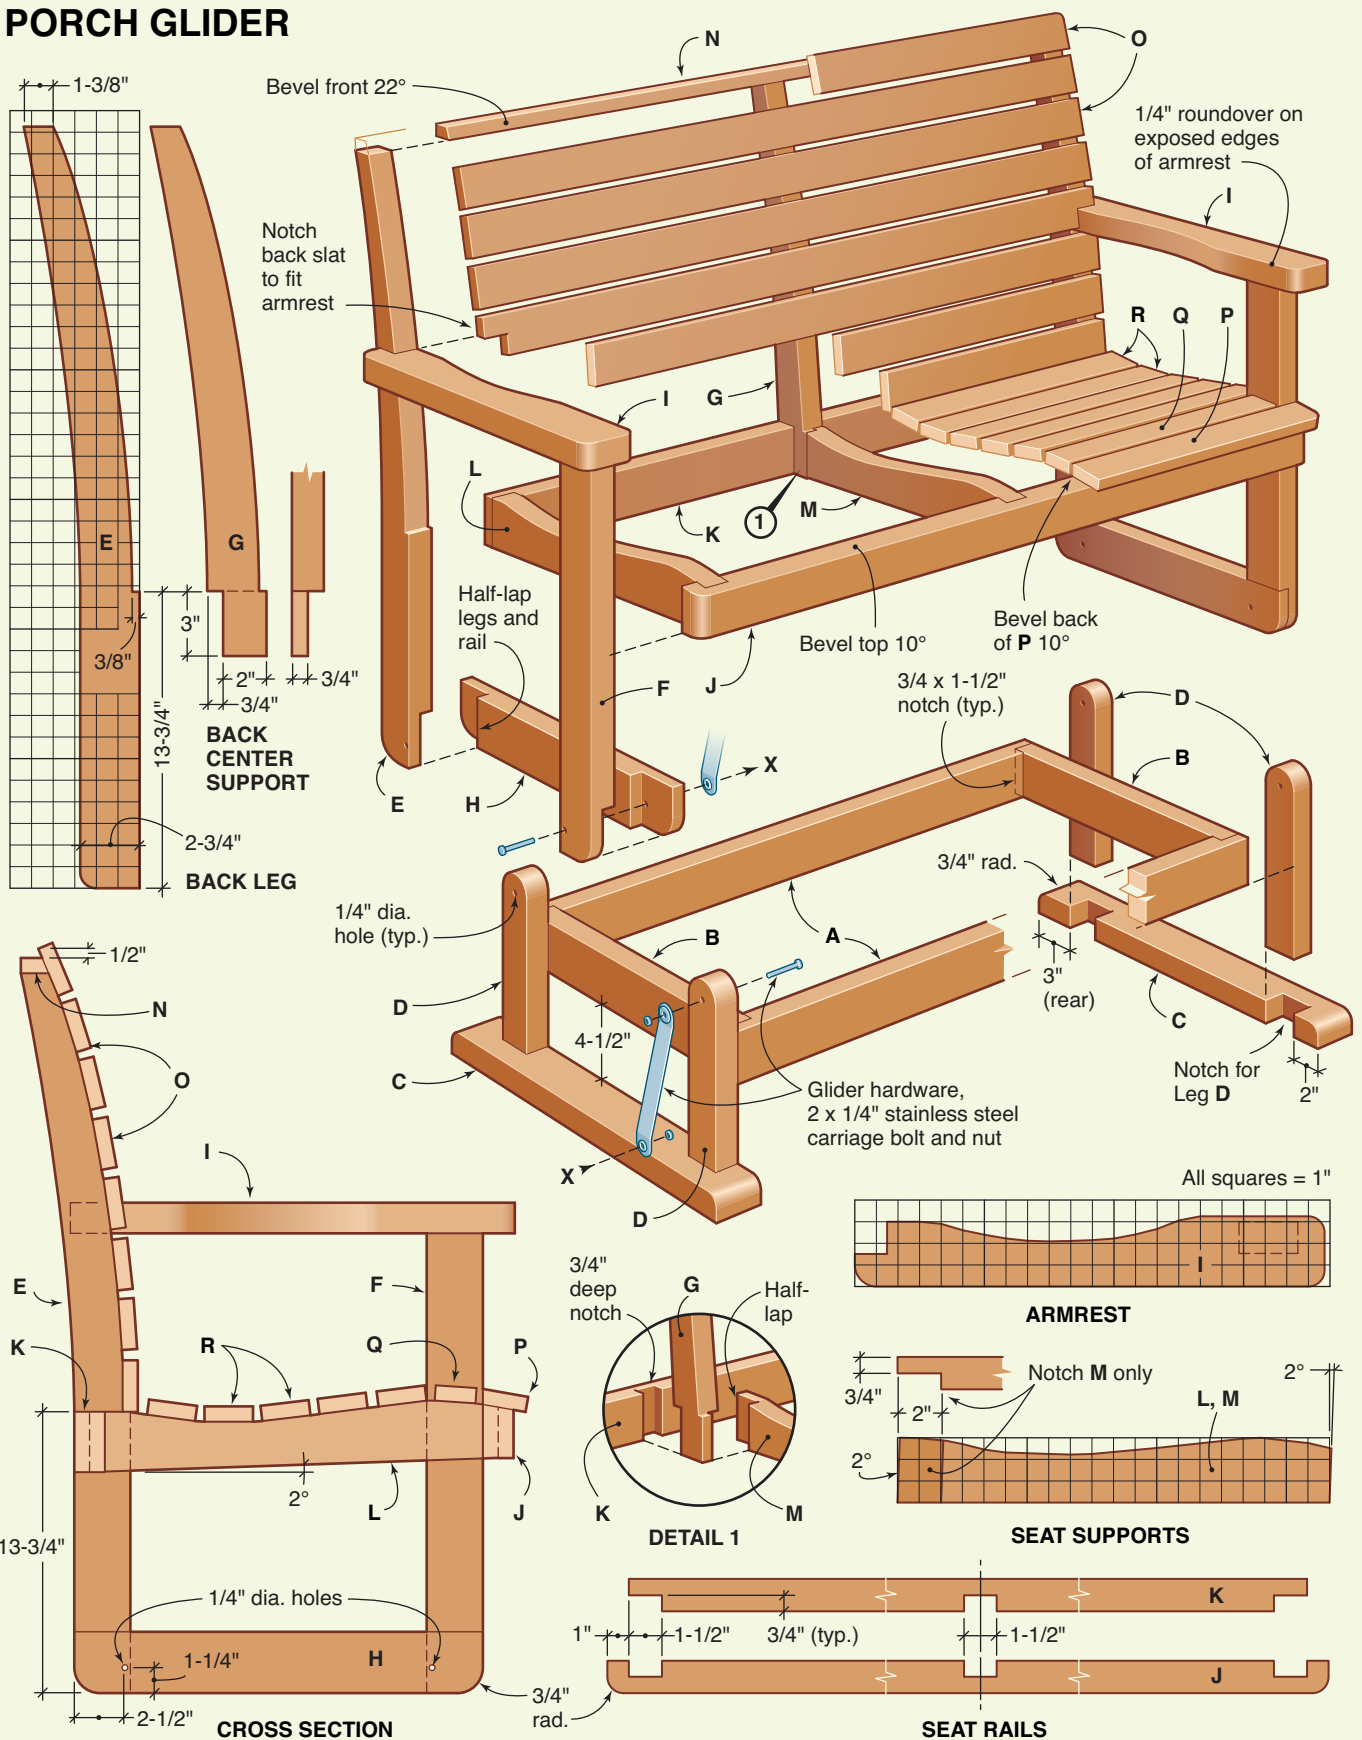 PORCH GLIDER
1-3/8"
Bevel front 22°
N
O
1/4" roundover on
exposed edges
of armrest
I
Notch
back slat
to fit
armrest
R
Q
P
I
G
L
E
G
K
1
M
Half-lap
legs and
rail
Bevel top 10°
Bevel back
of P 10°
3"
3/8"
2"
3/4"
3/4"
13-3/4"
BACK
CENTER
SUPPORT
F
J
3/4 x 1-1/2"
notch (typ.)
D
B
X
E
H
2-3/4"
BACK LEG
3/4" rad.
1/4" dia.
hole (typ.)
B
A
3"
(rear)
C
1/2"
N
D
4-1/2"
Notch for
Leg D
2"
O
C
Glider hardware,
2 x 1/4" stainless steel
carriage bolt and nut
X
D
All squares = 1"
I
I
ARMREST
E
F
3/4"
deep
notch
G
Half-
lap
K
R
Q
P
Notch M only
2°
3/4"
2"
L, M
2°
2°
L
J
K
M
DETAIL 1
SEAT SUPPORTS
13-3/4"
1/4" dia. holes
K
1"
1-1/2"
3/4" (typ.)
1-1/2"
1-1/4"
H
J
2-1/2"
3/4"
rad.
CROSS SECTION
SEAT RAILS